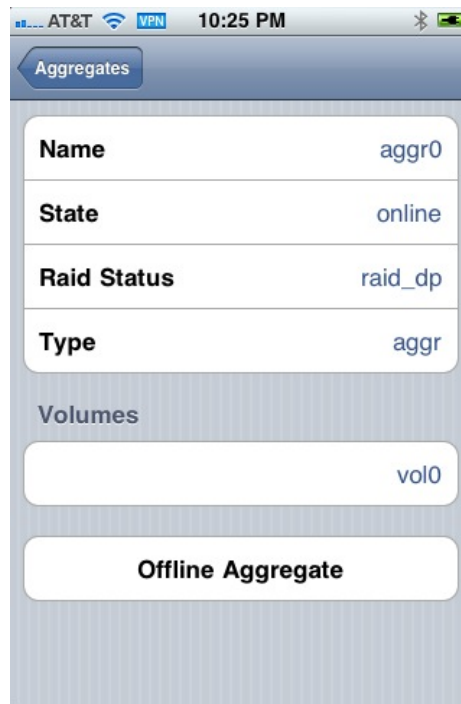 AT&T VPN 10:25 PM
Aggregates
Name aggr0
State online
Raid Status raid_dp
Type aggr
Volumes
vol0
Offline Aggregate